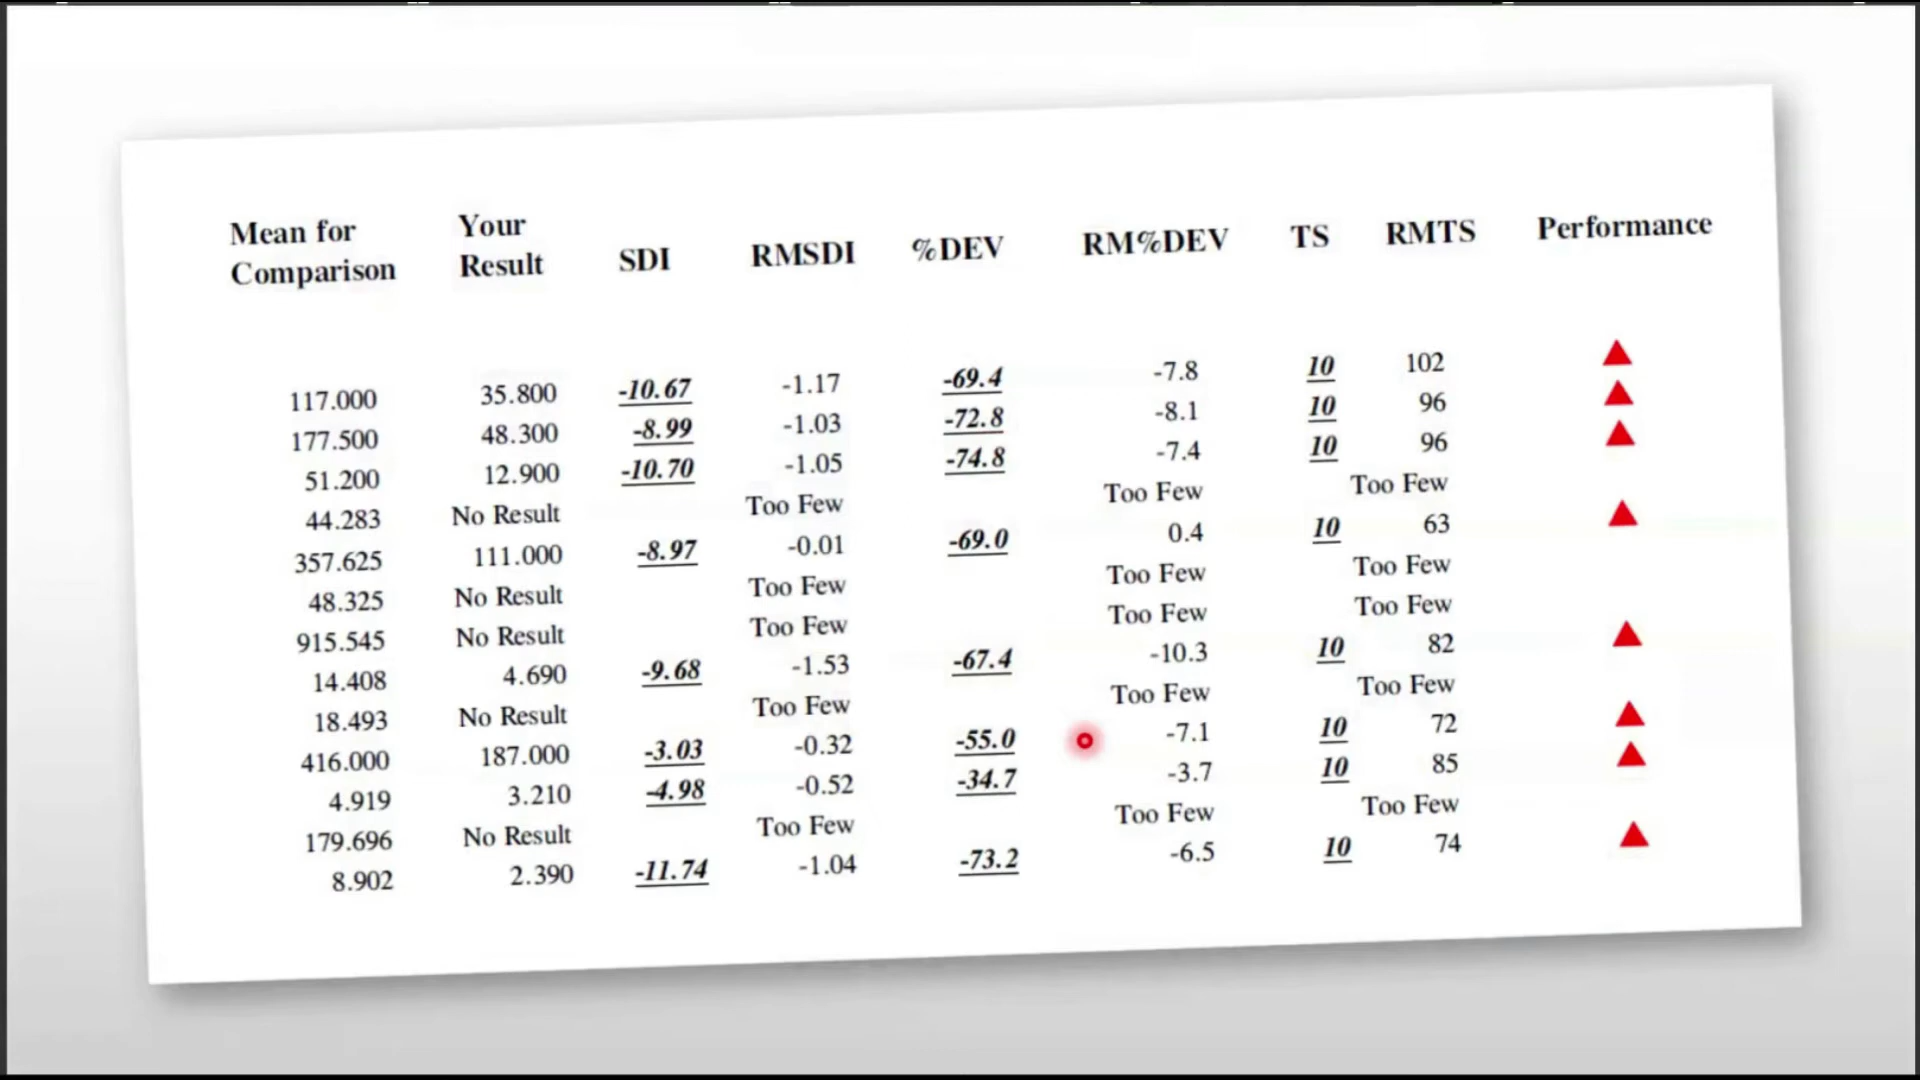 Mean for Comparison Your Result SDI RMSDI %DEV RM%DEV TS RMTS Performance
117.000 35.800 -10.67 -1.17 -69.4 -7.8 10 102
177.500 48.300 -8.99 -1.03 -72.8 -8.1 10 96
51.200 12.900 -10.70 -1.05 -74.8 -7.4 10 96
44.283 No Result Too Few Too Few Too Few
357.625 111.000 -8.97 -0.01 -69.0 0.4 10 63
48.325 No Result Too Few Too Few Too Few
915.545 No Result Too Few Too Few Too Few
14.408 4.690 -9.68 -1.53 -67.4 -10.3 10 82
18.493 No Result Too Few Too Few Too Few
416.000 187.000 -3.03 -0.32 -55.0 -7.1 10 72
4.919 3.210 -4.98 -0.52 -34.7 -3.7 10 85
179.696 No Result Too Few Too Few Too Few
8.902 2.390 -11.74 -1.04 -73.2 -6.5 10 74